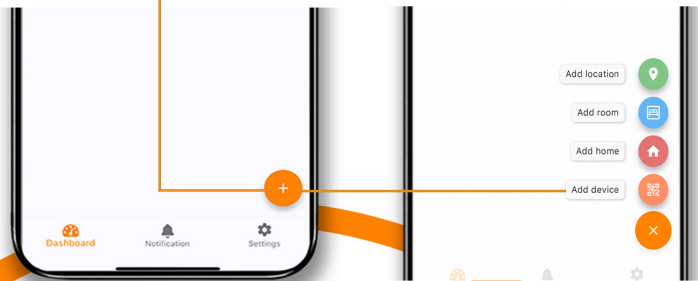 Add location
Add room
Add home
Add device
Dashboard
Notification
Settings